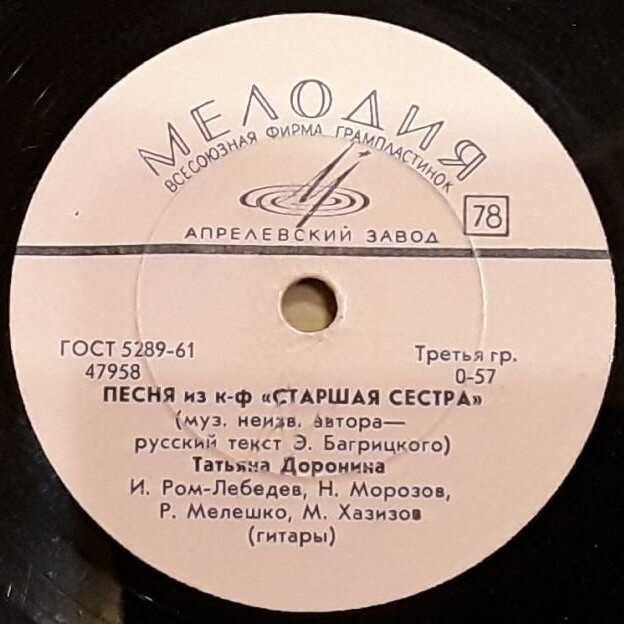 МЕЛОДИЯ
ВСЕСОЮЗНАЯ ФИРМА ГРАМПЛАСТИНОК
78
АПРЕЛЕВСКИЙ ЗАВОД
ГОСТ 5289-61 Третья гр.
47958 0-57
ПЕСНЯ из к-ф «СТАРШАЯ СЕСТРА»
(муз. неизв. автора—
русский текст Э. Багрицкого)
Татьяна Доронина
И. Ром-Лебедев, Н. Морозов,
Р. Мелешко, М. Хазизов
(гитары)